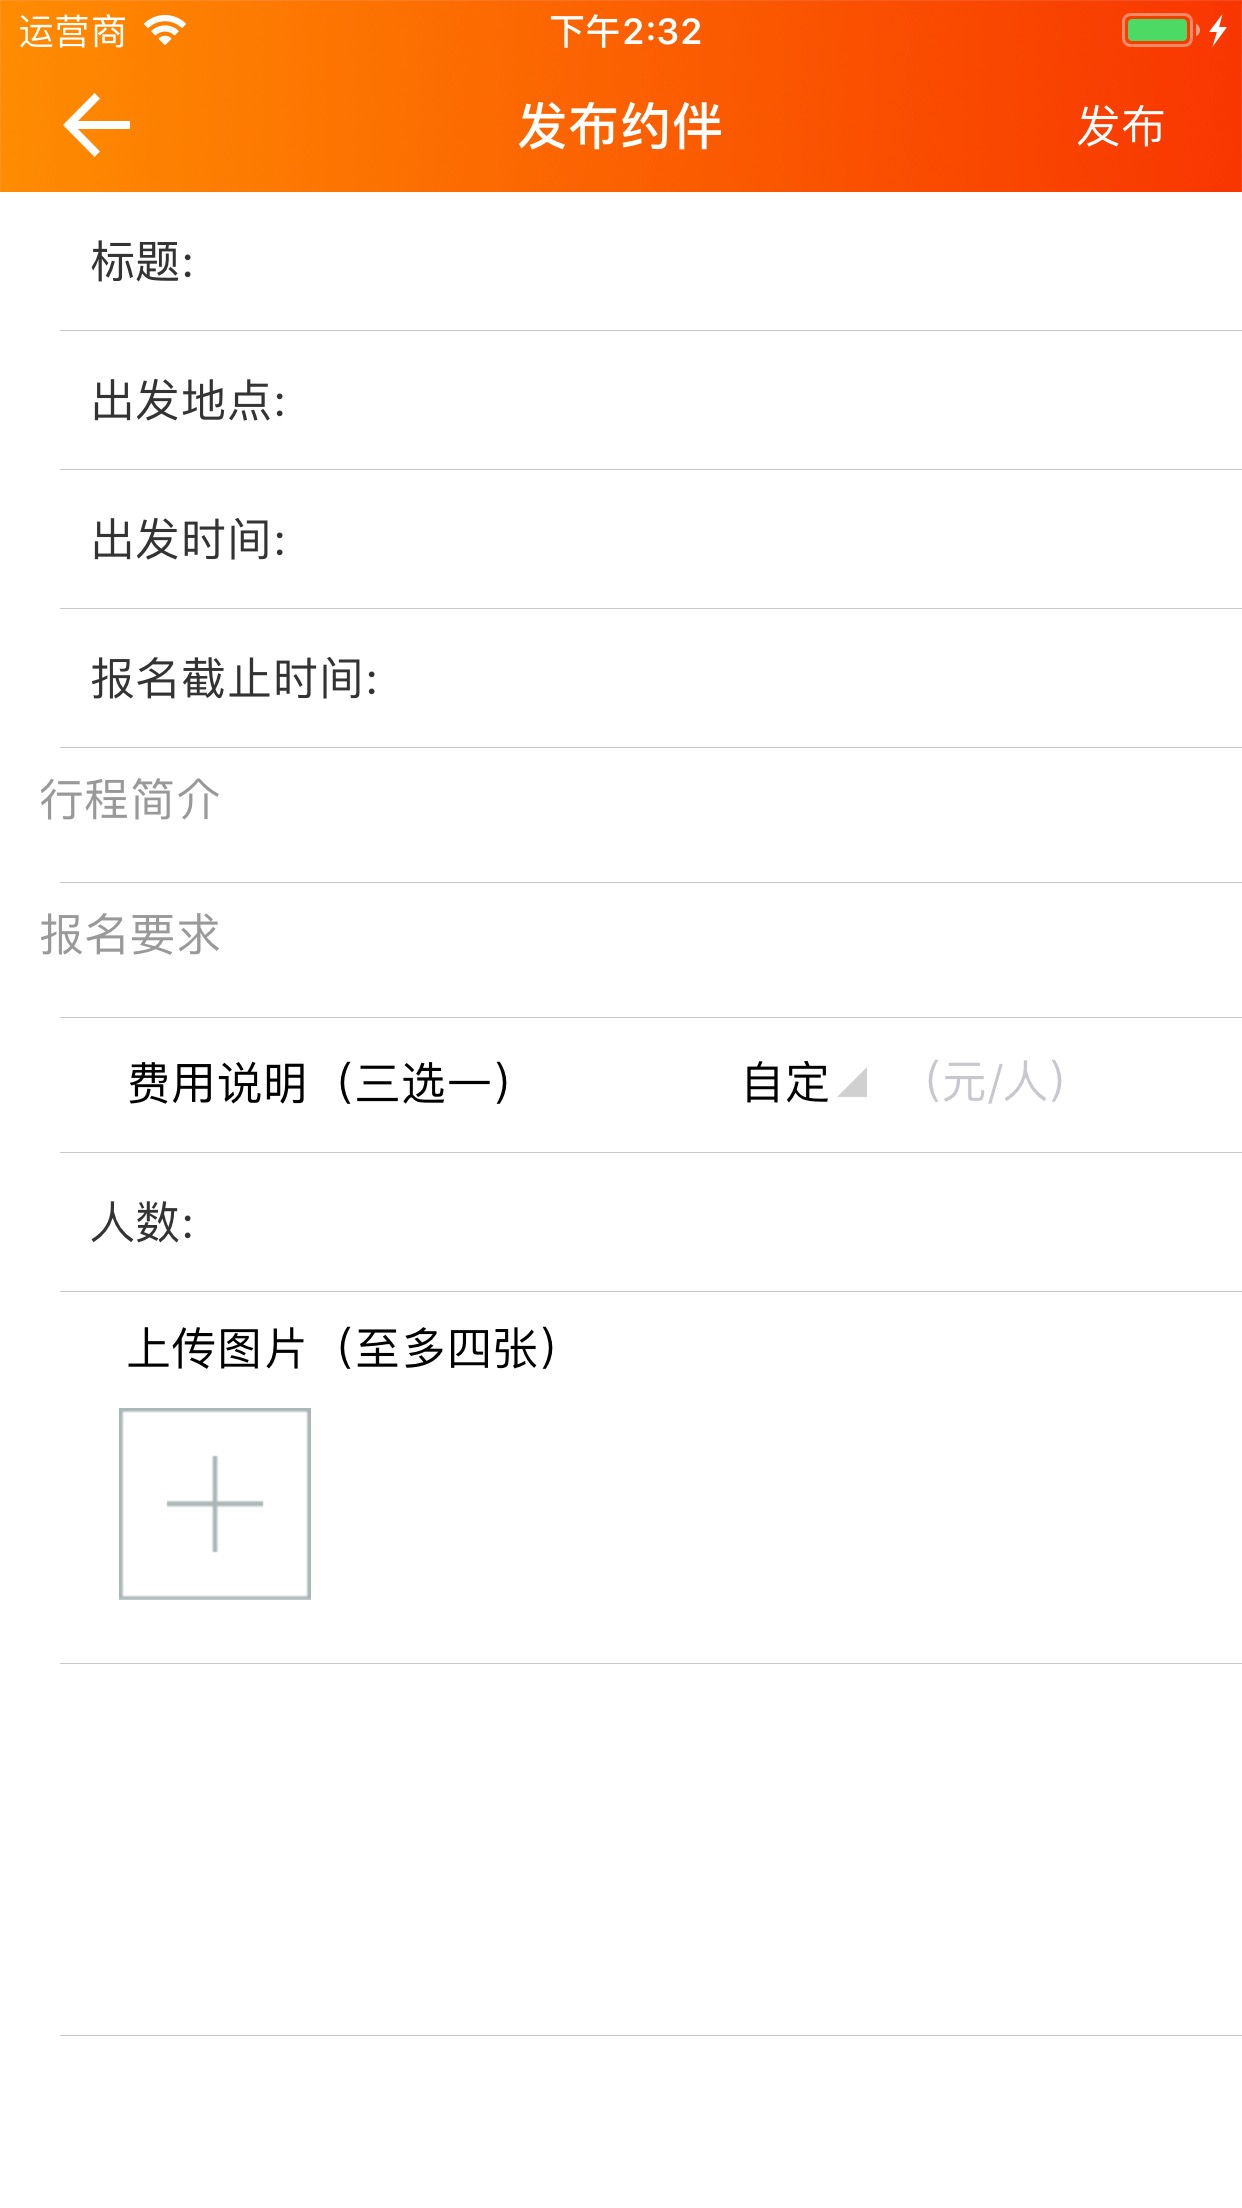 运营商 下午2:32
发布约伴 发布
标题:
出发地点:
出发时间:
报名截止时间:
行程简介
报名要求
费用说明（三选一） 自定 （元/人）
人数:
上传图片（至多四张）